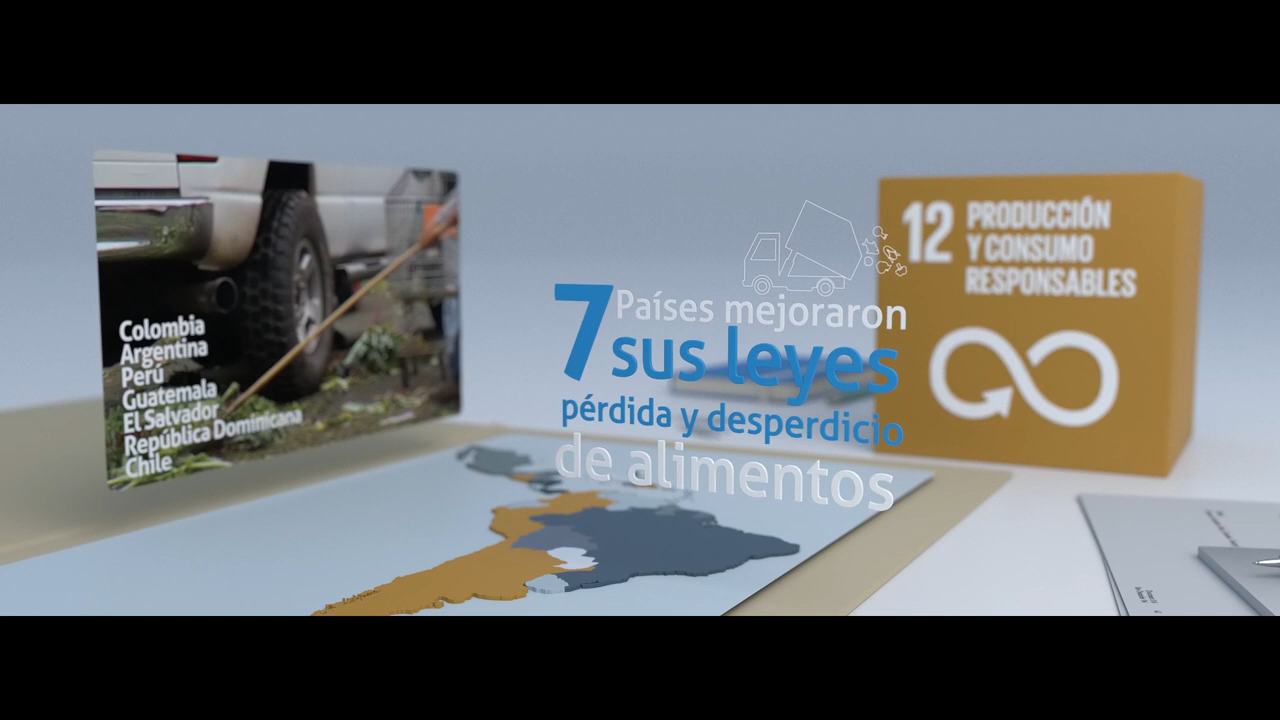 Colombia
Argentina
Perú
Guatemala
El Salvador
República Dominicana
Chile
7 Países mejoraron
sus leyes
pérdida y desperdicio
de alimentos
12 PRODUCCIÓN
Y CONSUMO
RESPONSABLES